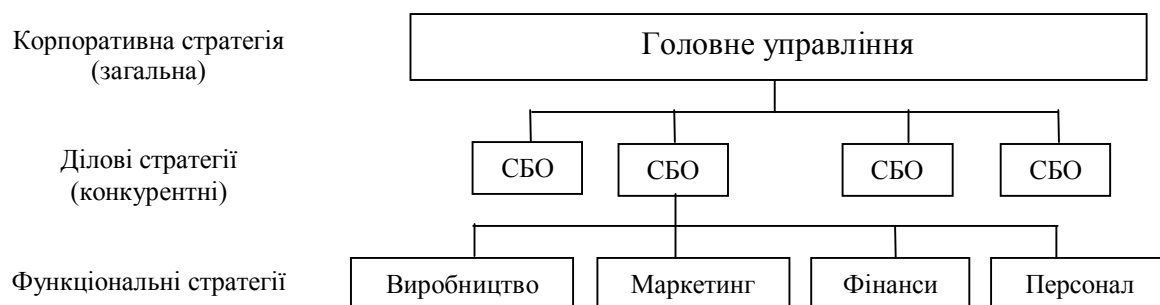 Корпоративна стратегія
(загальна)
Головне управління
Ділові стратегії
(конкурентні)
СБО
СБО
СБО
СБО
Функціональні стратегії
Виробництво
Маркетинг
Фінанси
Персонал